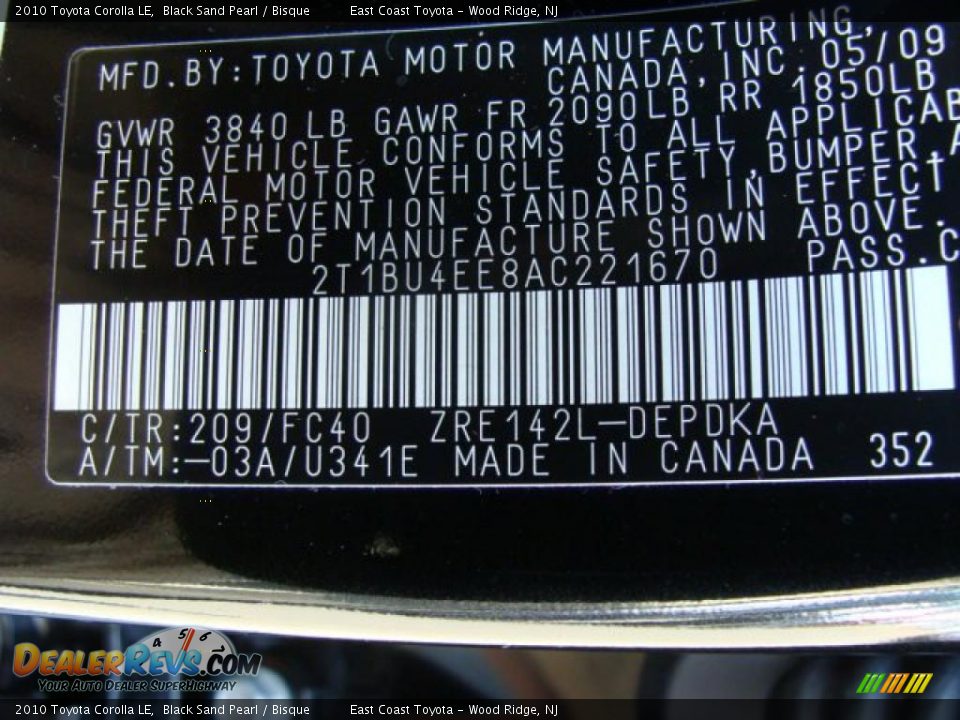 2010 Toyota Corolla LE, Black Sand Pearl / Bisque East Coast Toyota - Wood Ridge, NJ
MFD.BY:TOYOTA MOTOR MANUFACTURING,
CANADA,INC.05/09
GVWR 3840 LB GAWR FR 2090LB RR 1850LB
THIS VEHICLE CONFORMS TO ALL APPLICAB
FEDERAL MOTOR VEHICLE SAFETY,BUMPER,A
THEFT PREVENTION STANDARDS IN EFFECT
THE DATE OF MANUFACTURE SHOWN ABOVE.
2T1BU4EE8AC221670 PASS.C
C/TR:209/FC40 ZRE142L-DEPDKA
A/TM:-03A/U341E MADE IN CANADA 352
4 5 6
DEALERREVS.COM
YOUR AUTO DEALER SUPERHIGHWAY
2010 Toyota Corolla LE, Black Sand Pearl / Bisque East Coast Toyota - Wood Ridge, NJ